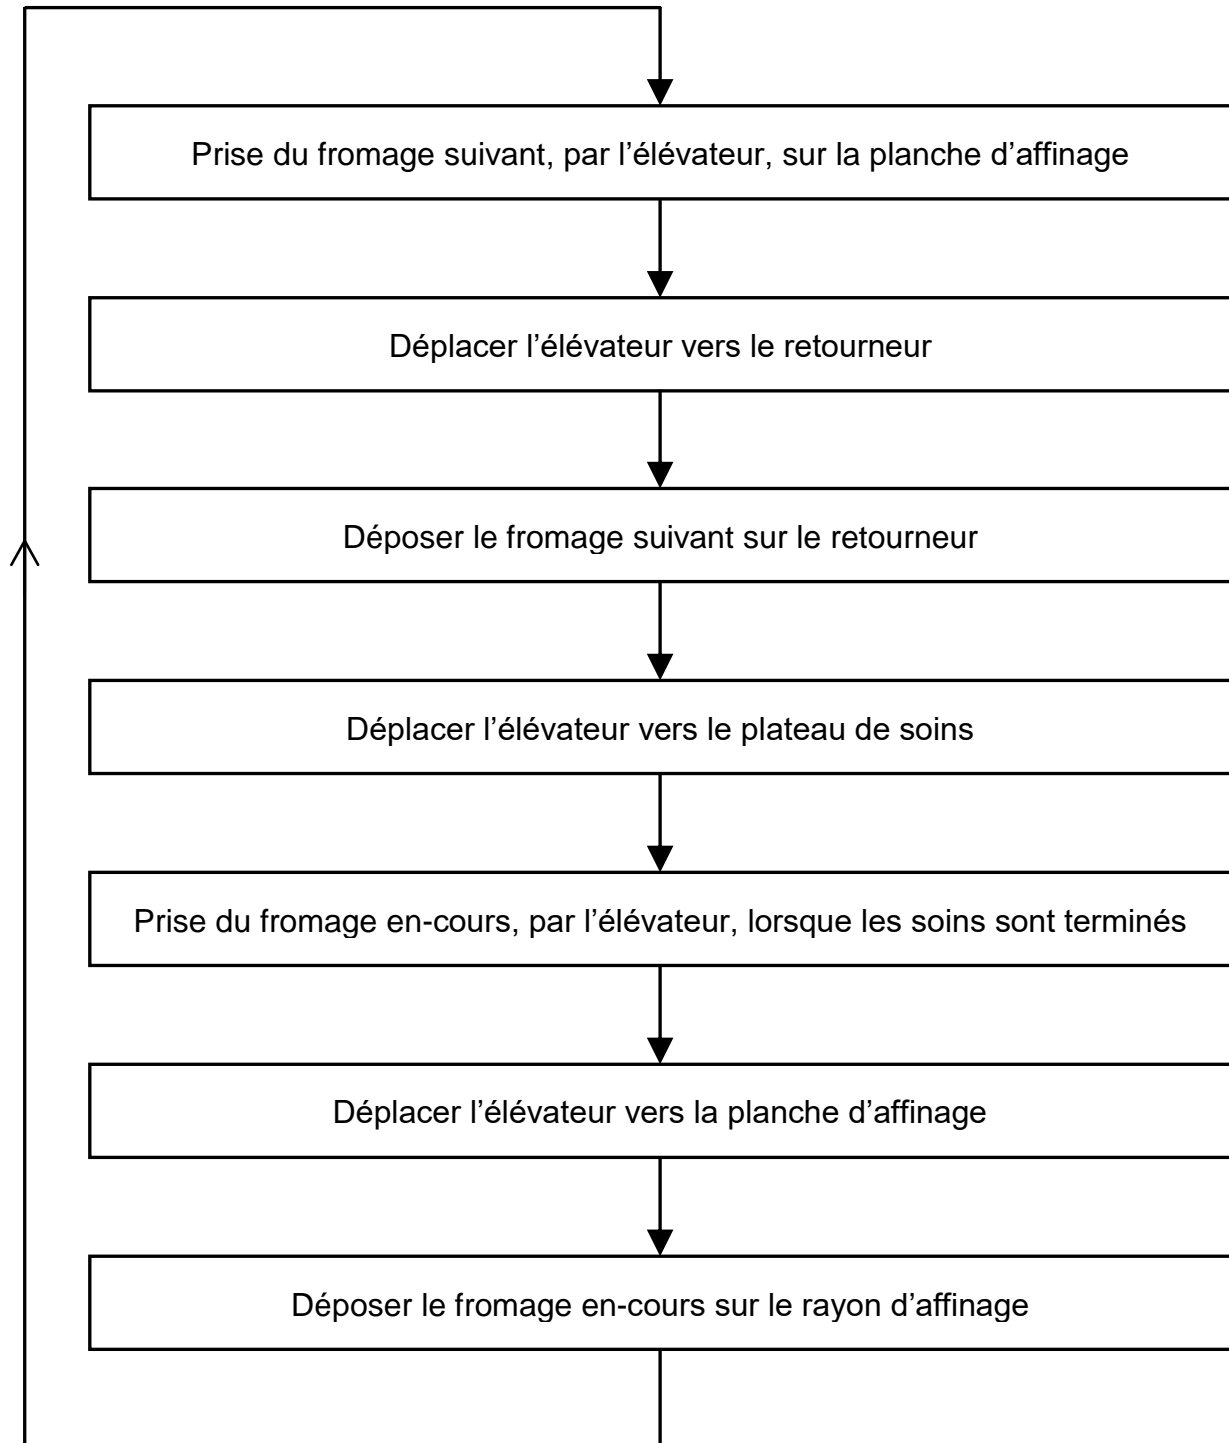 Prise du fromage suivant, par l’élévateur, sur la planche d’affinage
Déplacer l’élévateur vers le retourneur
Déposer le fromage suivant sur le retourneur
Déplacer l’élévateur vers le plateau de soins
Prise du fromage en-cours, par l’élévateur, lorsque les soins sont terminés
Déplacer l’élévateur vers la planche d’affinage
Déposer le fromage en-cours sur le rayon d’affinage